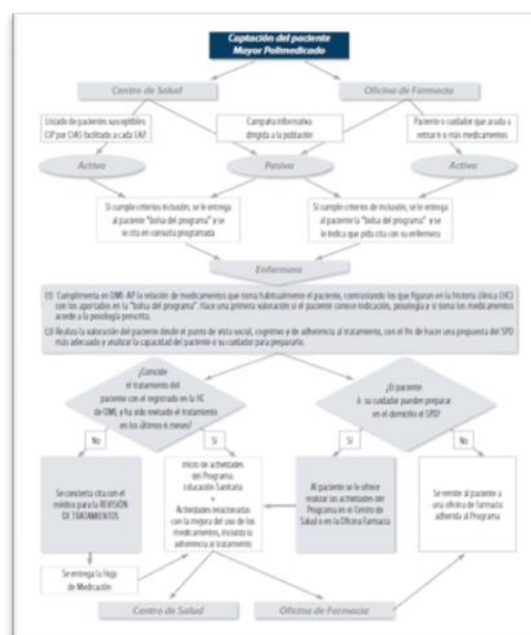 Captación del paciente
Mayor Polimedicado
Centro de Salud
Oficina de Farmacia
Listado de pacientes susceptibles
CIP por CIAS facilitado a cada EAP.
Campaña informativa
dirigida a la población
Paciente o cuidador que acuda a
retirar 6 o más medicamentos
Activa
Pasiva
Activa
Si cumple criterios inclusión, se le entrega
al paciente "bolsa del programa" y se
le cita en consulta programada
Si cumple criterios de inclusión, se le entrega
al paciente la "bolsa del programa" y se
le indica que pida cita con su enfermera
Enfermera
(1) Cumplimenta en OMI-AP la relación de medicamentos que toma habitualmente el paciente, contrastando los que figuran en la historia clínica (HC)
con los aportados en la "bolsa del programa". Hace una primera valoración si el paciente conoce indicación, posología y si toma los medicamentos
acorde a la posología prescrita.
(2) Realiza la valoración del paciente desde el punto de vista social, cognitivo y de adherencia al tratamiento, con el fin de hacer una propuesta del SPD
más adecuado y analizar la capacidad del paciente o su cuidador para prepararlo.
¿Coincide
el tratamiento del
paciente con el registrado en la HC
de OMI, y ha sido revisado el tratamiento
en los últimos 6 meses?
¿El paciente
ó su cuidador pueden preparar
en el domicilio el SPD?
No
Sí
Sí
No
Se concierta cita con el
médico para la REVISIÓN
DE TRATAMIENTOS
Inicio de actividades
del Programa:
Educación Sanitaria
+
Actividades relacionadas
con la mejora del uso de los
medicamentos, incluida la
adherencia al tratamiento
Al paciente se le ofrece
realizar las actividades del
Programa en el Centro de
Salud o en la Oficina Farmacia
Se remite al paciente a
una oficina de farmacia
adherida al Programa
Se entrega la Hoja
de Medicación
Centro de Salud
Oficina de Farmacia